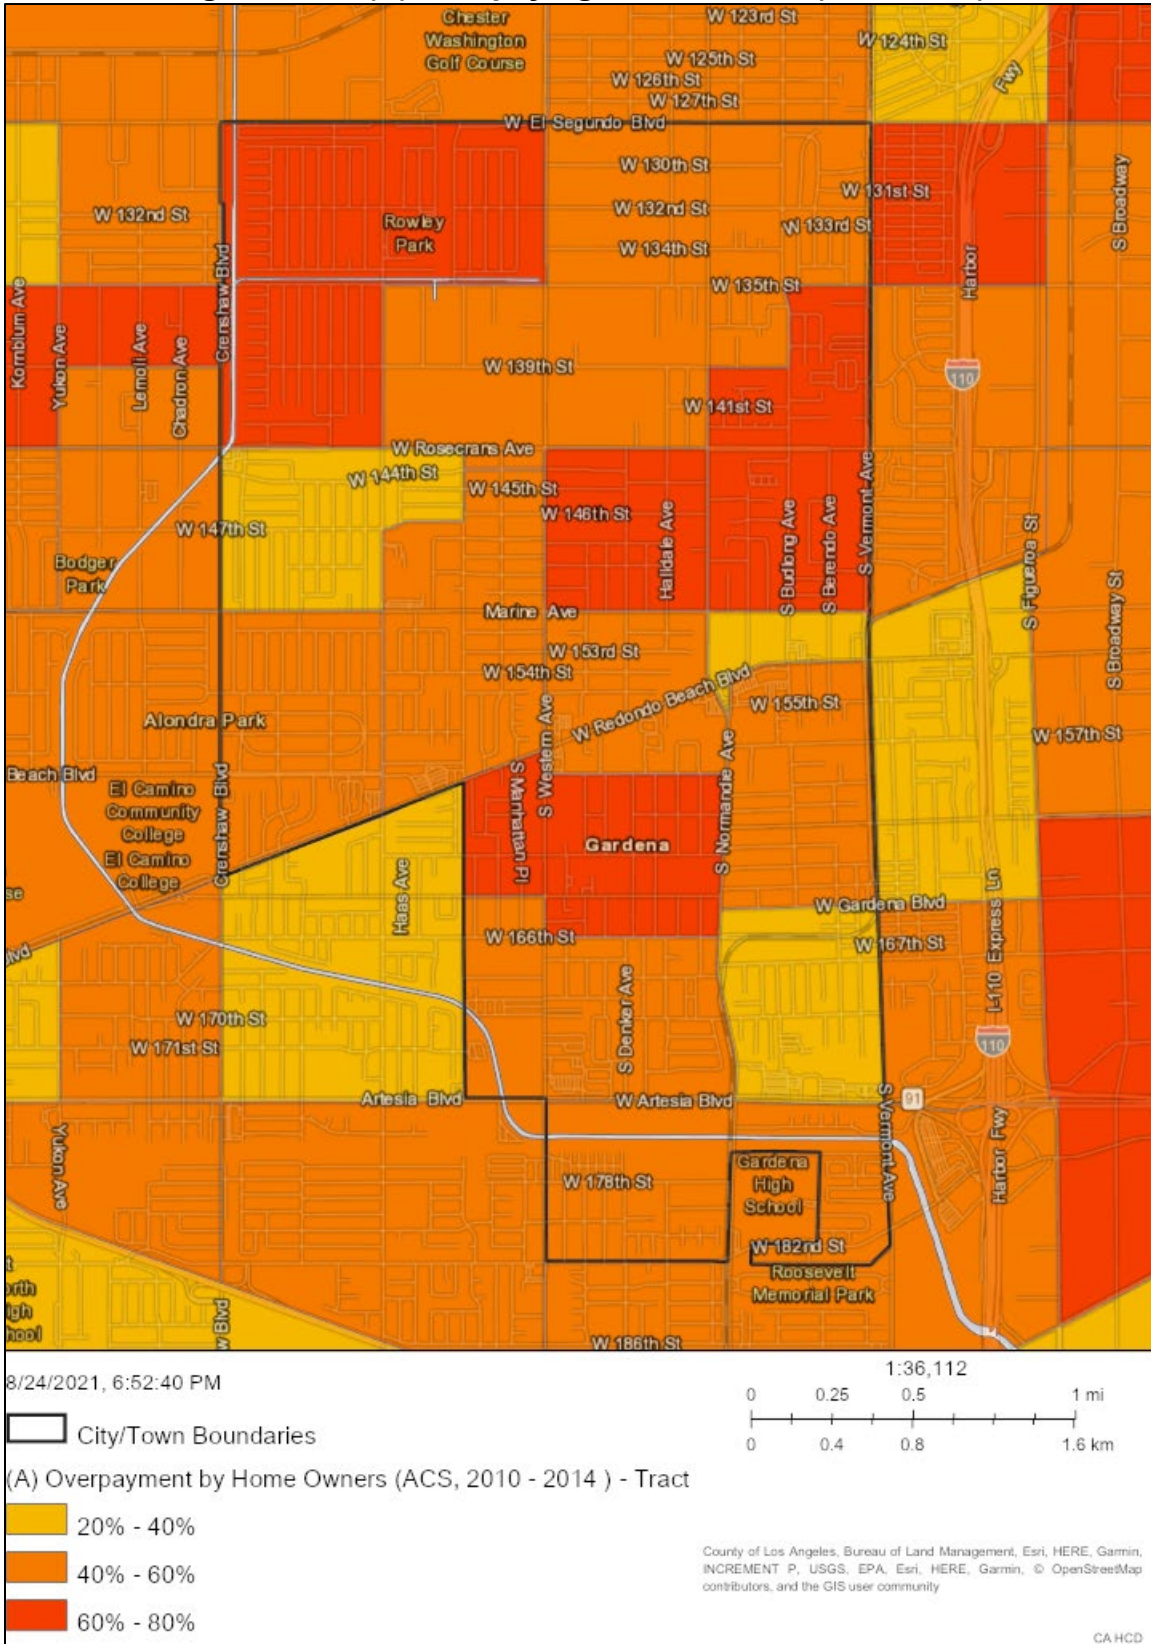 Chester
Washington
Golf Course
W 123rd St
W 124th St
W 125th St
W 126th St
W 127th St
Fwy
W El Segundo Blvd
W 130th St
W 131st St
W 132nd St
W 132nd St
W 133rd St
W 134th St
Rowley
Park
S Broadway
Crenshaw Blvd
Harbor
W 135th St
Kornblum Ave
Yukon Ave
Lemoli Ave
Chadron Ave
W 139th St
110
W 141st St
W Rosecrans Ave
W 144th St
W 145th St
W 146th St
W 147th St
Halldale Ave
S Budlong Ave
S Berendo Ave
S Vermont Ave
Bodger
Park
S Figueroa St
S Broadway St
Marine Ave
W 153rd St
W 154th St
W Redondo Beach Blvd
W 155th St
Alondra Park
W 157th St
S Western Ave
S Manhattan Pl
S Normandie Ave
Beach Blvd
El Camino
Community
College
El Camino
College
Crenshaw Blvd
Gardena
se
Haas Ave
W Gardena Blvd
W 166th St
W 167th St
lvd
I-110 Express Ln
S Denker Ave
W 170th St
W 171st St
110
Artesia Blvd
W Artesia Blvd
91
S Vermont Ave
Harbor Fwy
Yukon Ave
W 178th St
Gardena
High
School
W 182nd St
Roosevelt
Memorial Park
t
orth
igh
hool
w Blvd
W 186th St
8/24/2021, 6:52:40 PM
1:36,112
0 0.25 0.5 1 mi
0 0.4 0.8 1.6 km
City/Town Boundaries
(A) Overpayment by Home Owners (ACS, 2010 - 2014 ) - Tract
20% - 40%
40% - 60%
60% - 80%
County of Los Angeles, Bureau of Land Management, Esri, HERE, Garmin,
INCREMENT P, USGS, EPA, Esri, HERE, Garmin, © OpenStreetMap
contributors, and the GIS user community
CA HCD